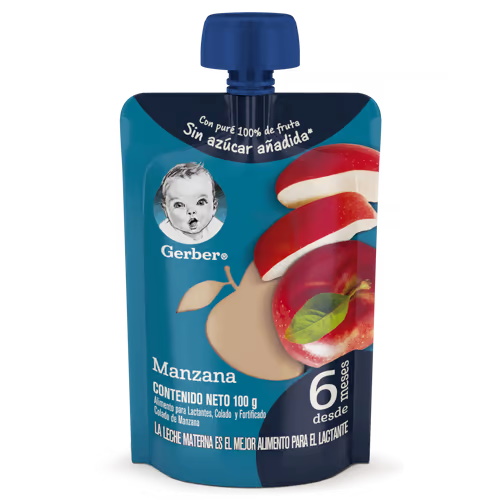 Con puré 100% de fruta
Sin azúcar añadida*
Gerber®
Manzana
CONTENIDO NETO 100 g
Alimento para Lactantes, Colado y Fortificado
Colado de Manzana
6 meses
desde
LA LECHE MATERNA ES EL MEJOR ALIMENTO PARA EL LACTANTE